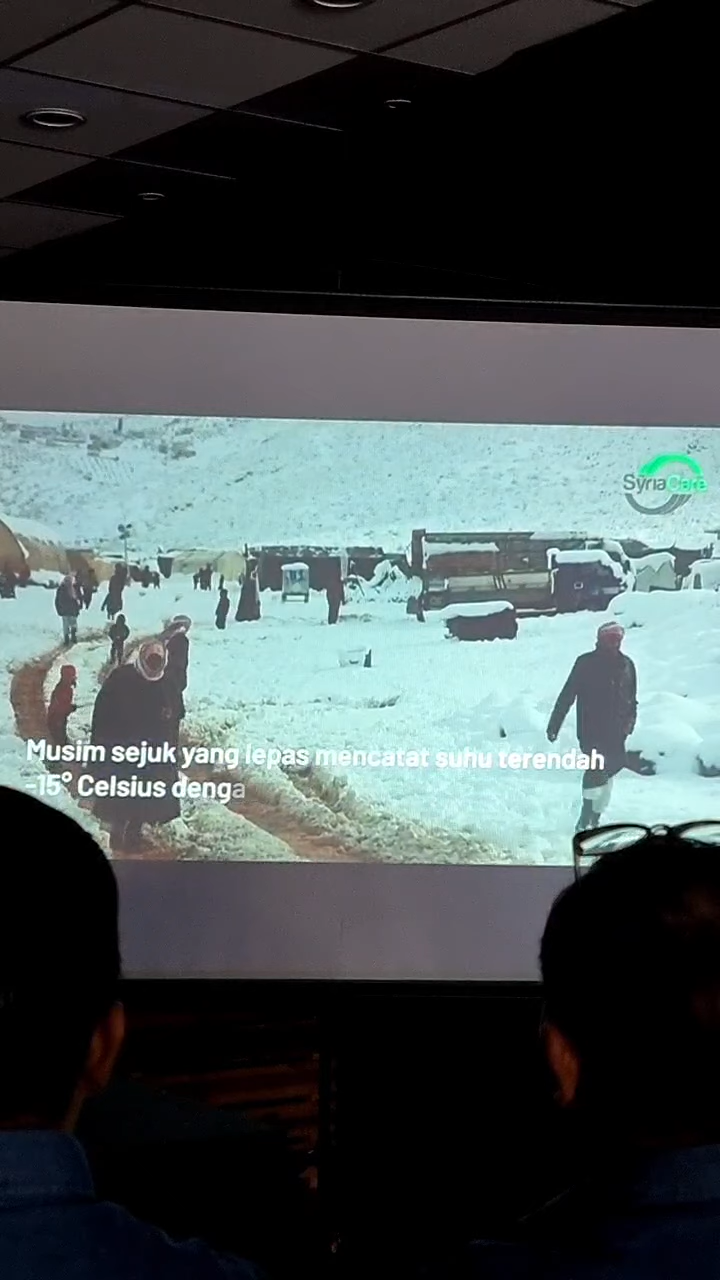 SyriaCare
Musim sejuk yang lepas mencatat suhu terendah
-15° Celsius denga